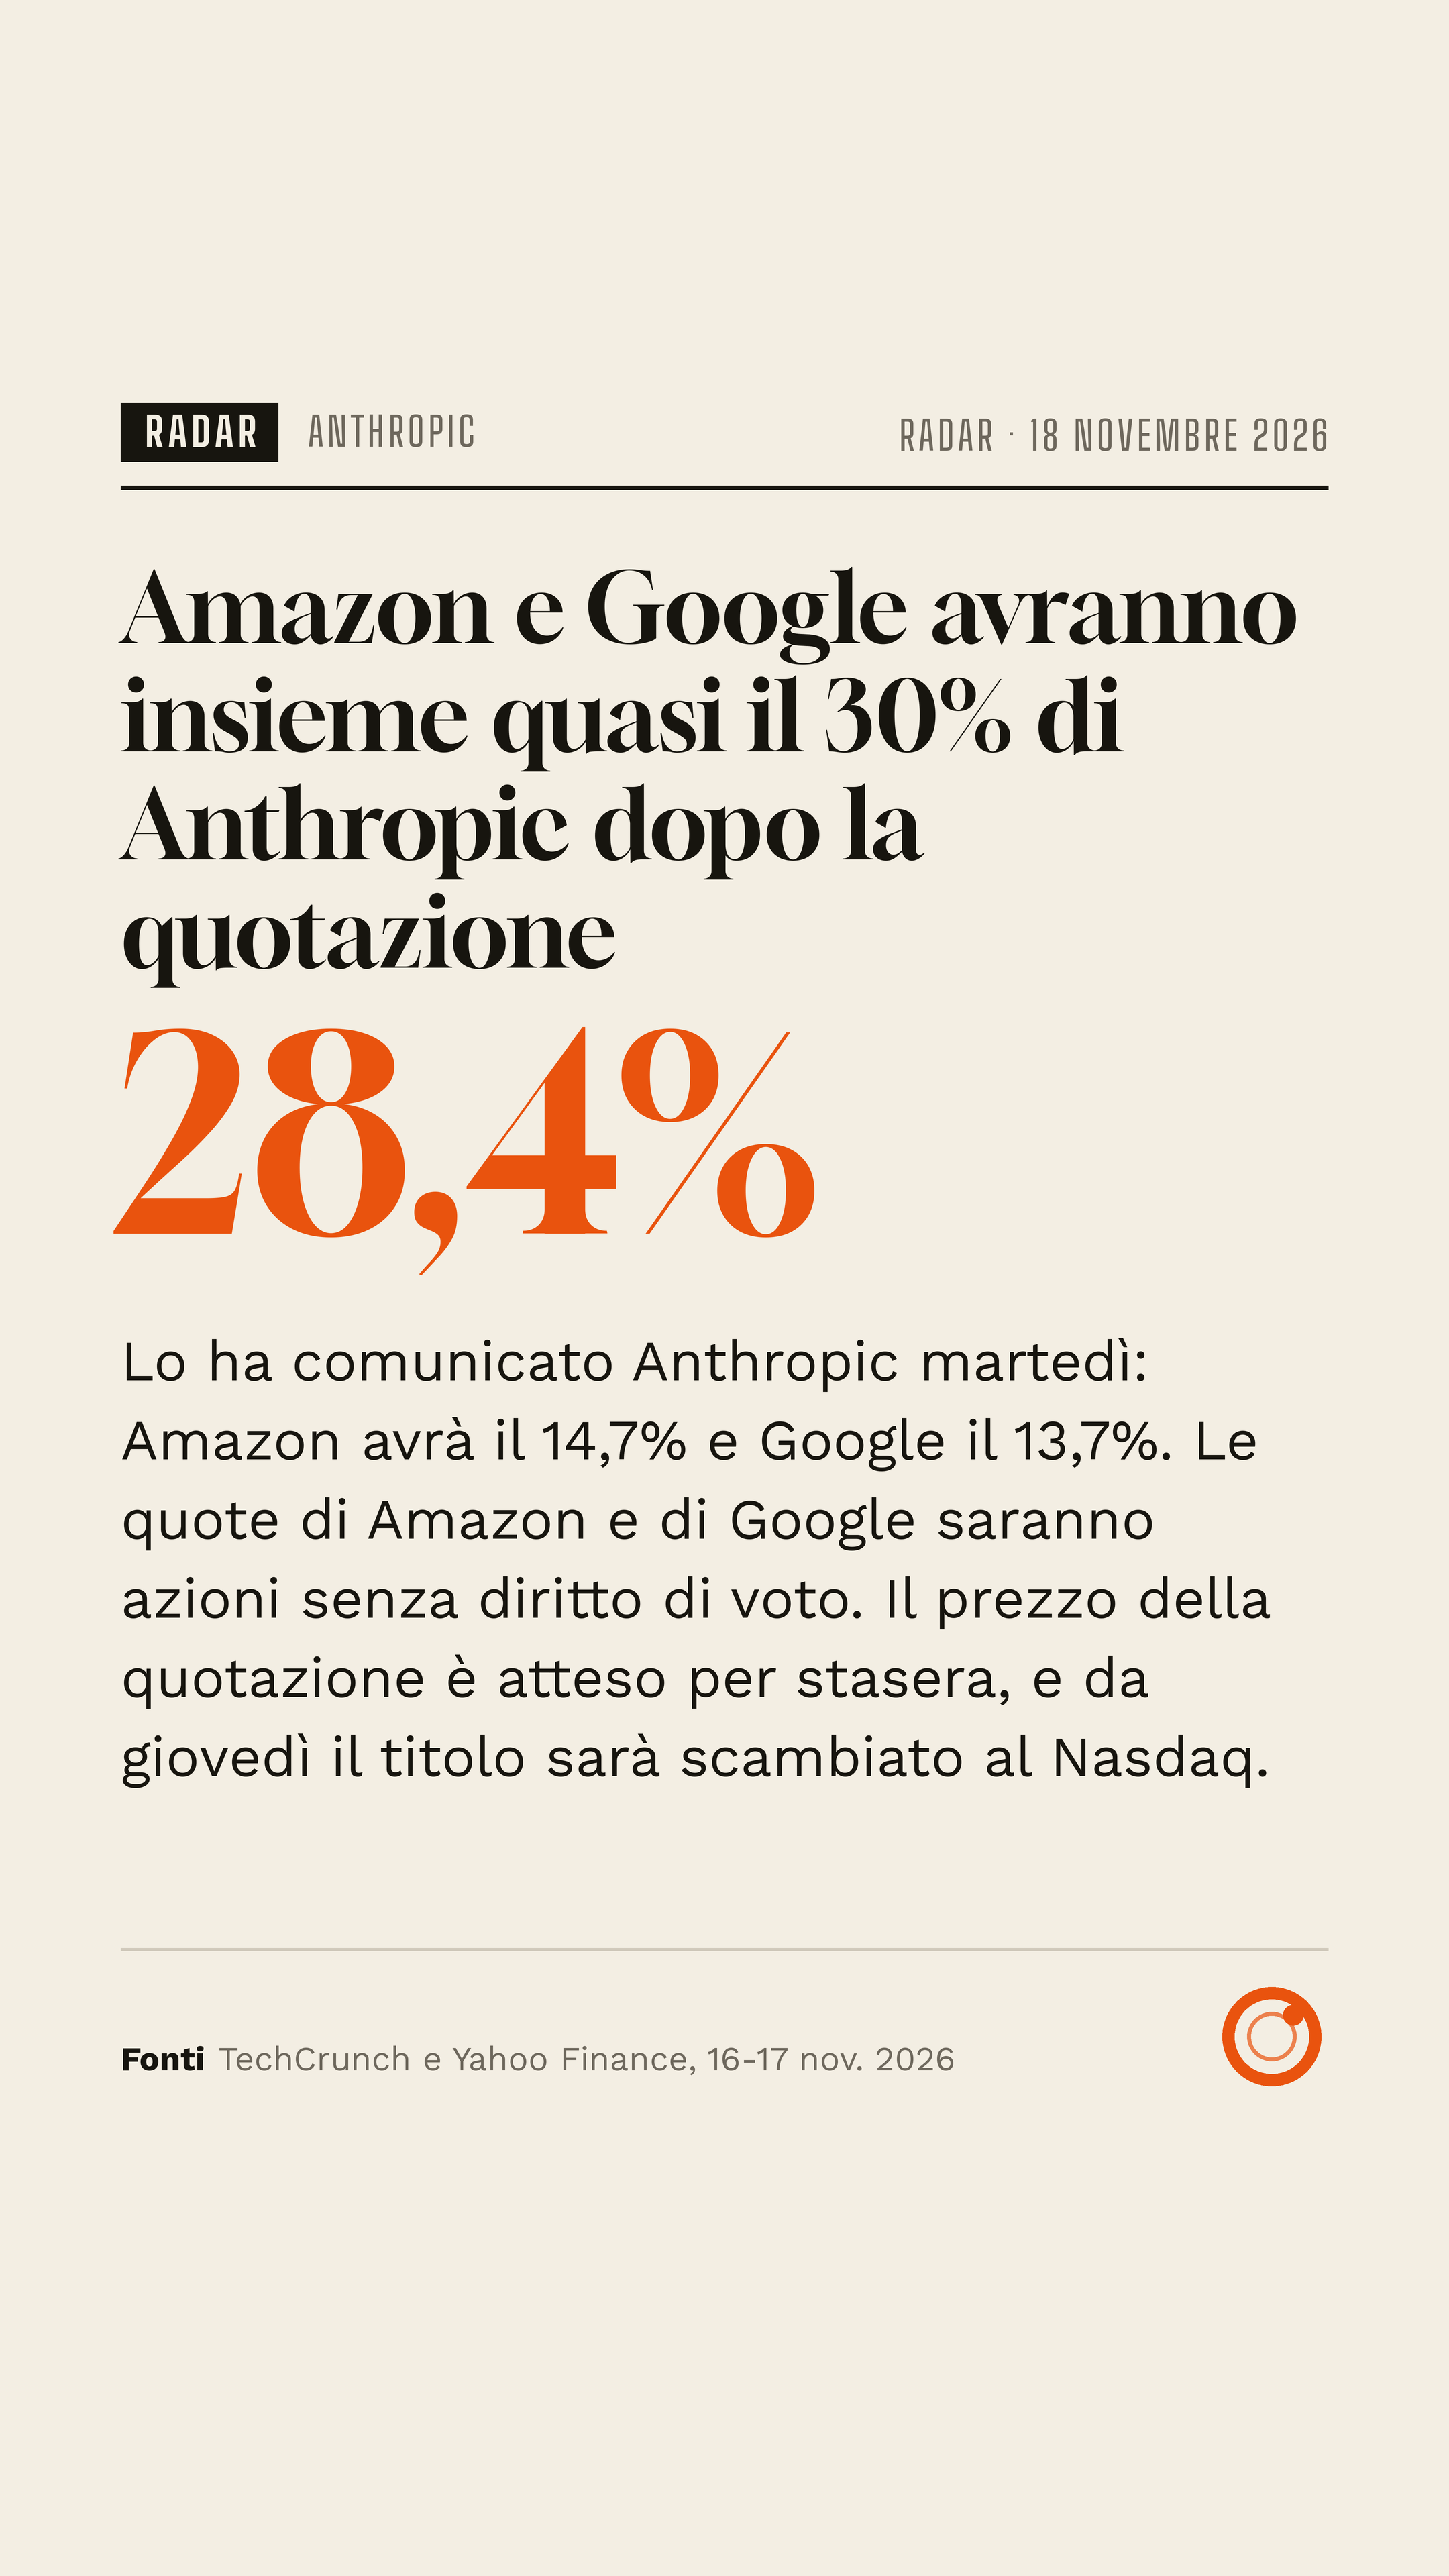 RADAR ANTHROPIC RADAR · 18 NOVEMBRE 2026
Amazon e Google avranno
insieme quasi il 30% di
Anthropic dopo la
quotazione
28,4%
Lo ha comunicato Anthropic martedì:
Amazon avrà il 14,7% e Google il 13,7%. Le
quote di Amazon e di Google saranno
azioni senza diritto di voto. Il prezzo della
quotazione è atteso per stasera, e da
giovedì il titolo sarà scambiato al Nasdaq.
Fonti TechCrunch e Yahoo Finance, 16-17 nov. 2026